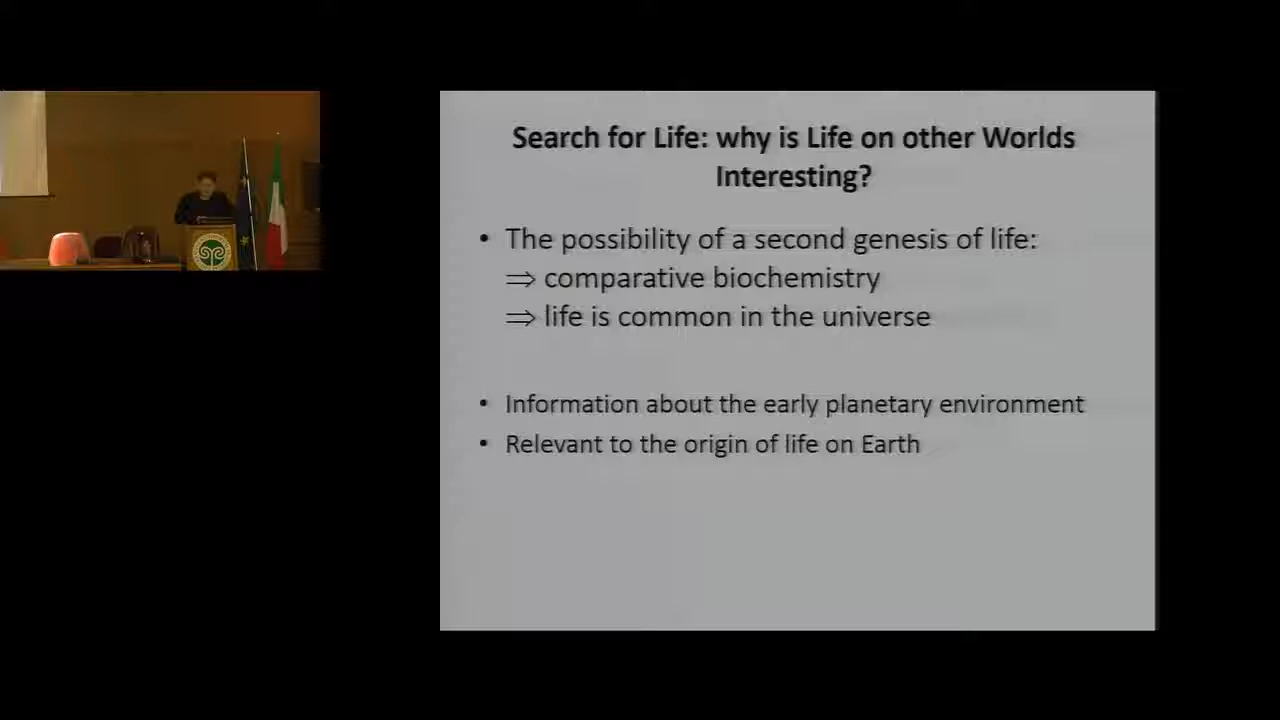 Search for Life: why is Life on other Worlds
Interesting?
• The possibility of a second genesis of life:
⇒ comparative biochemistry
⇒ life is common in the universe
• Information about the early planetary environment
• Relevant to the origin of life on Earth